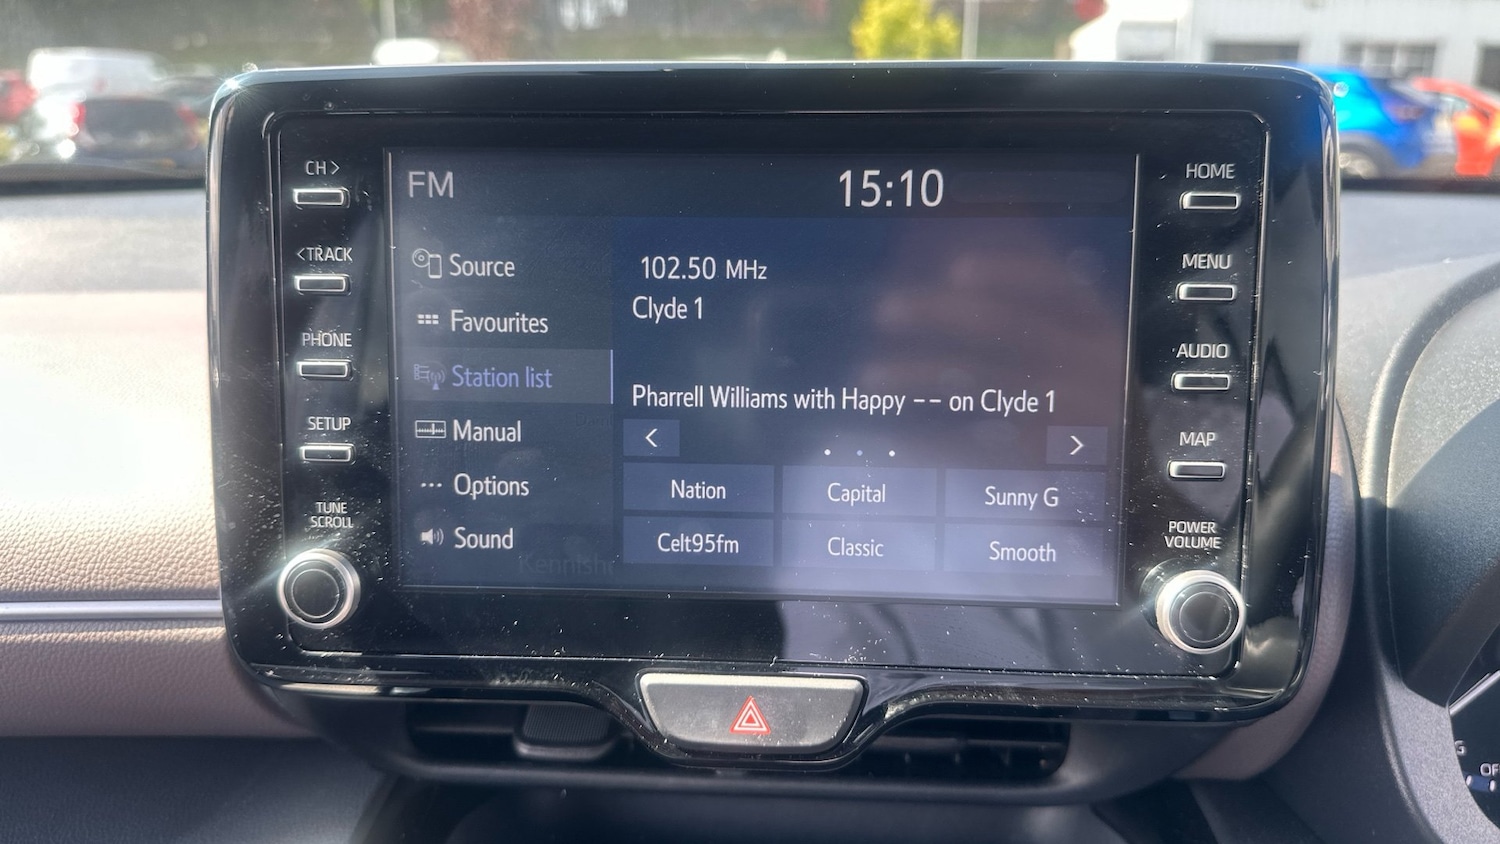 CH>
<TRACK
PHONE
SETUP
TUNE
SCROLL
FM
15:10
Source
Favourites
Station list
Manual
Options
Sound
102.50 MHz
Clyde 1
Pharrell Williams with Happy -- on Clyde 1
<
>
Nation
Capital
Sunny G
Celt95fm
Classic
Smooth
HOME
MENU
AUDIO
MAP
POWER
VOLUME